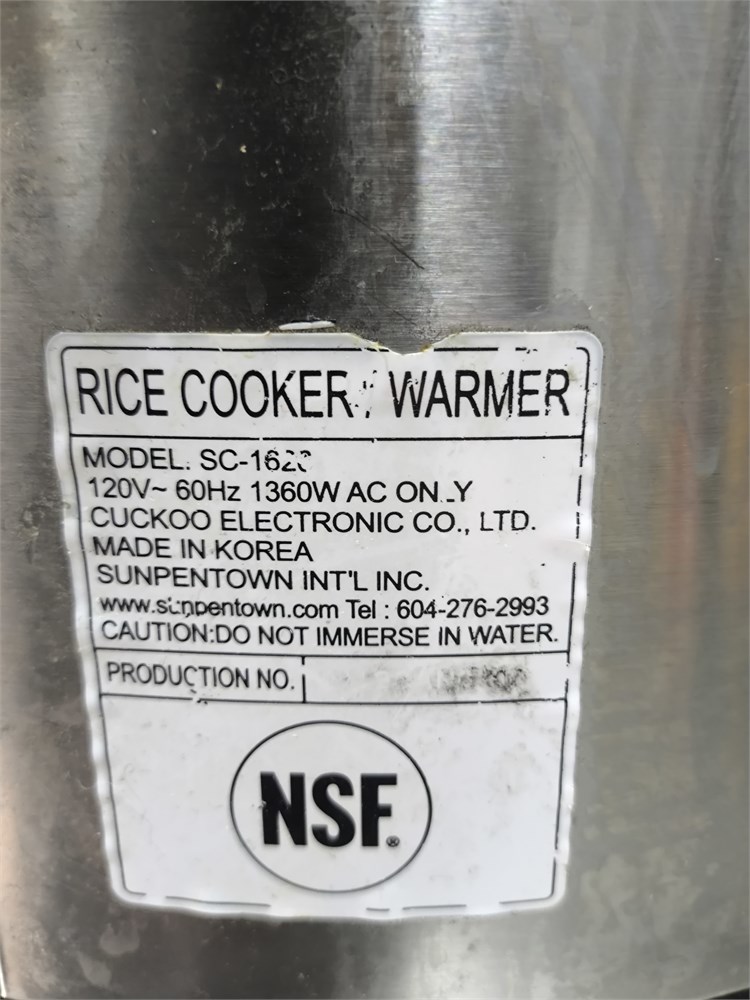 RICE COOKER / WARMER
MODEL: SC-162
120V~ 60Hz 1360W AC ONLY
CUCKOO ELECTRONIC CO., LTD.
MADE IN KOREA
SUNPENTOWN INT'L INC.
www.sunpentown.com Tel : 604-276-2993
CAUTION:DO NOT IMMERSE IN WATER.
PRODUCTION NO.
NSF®